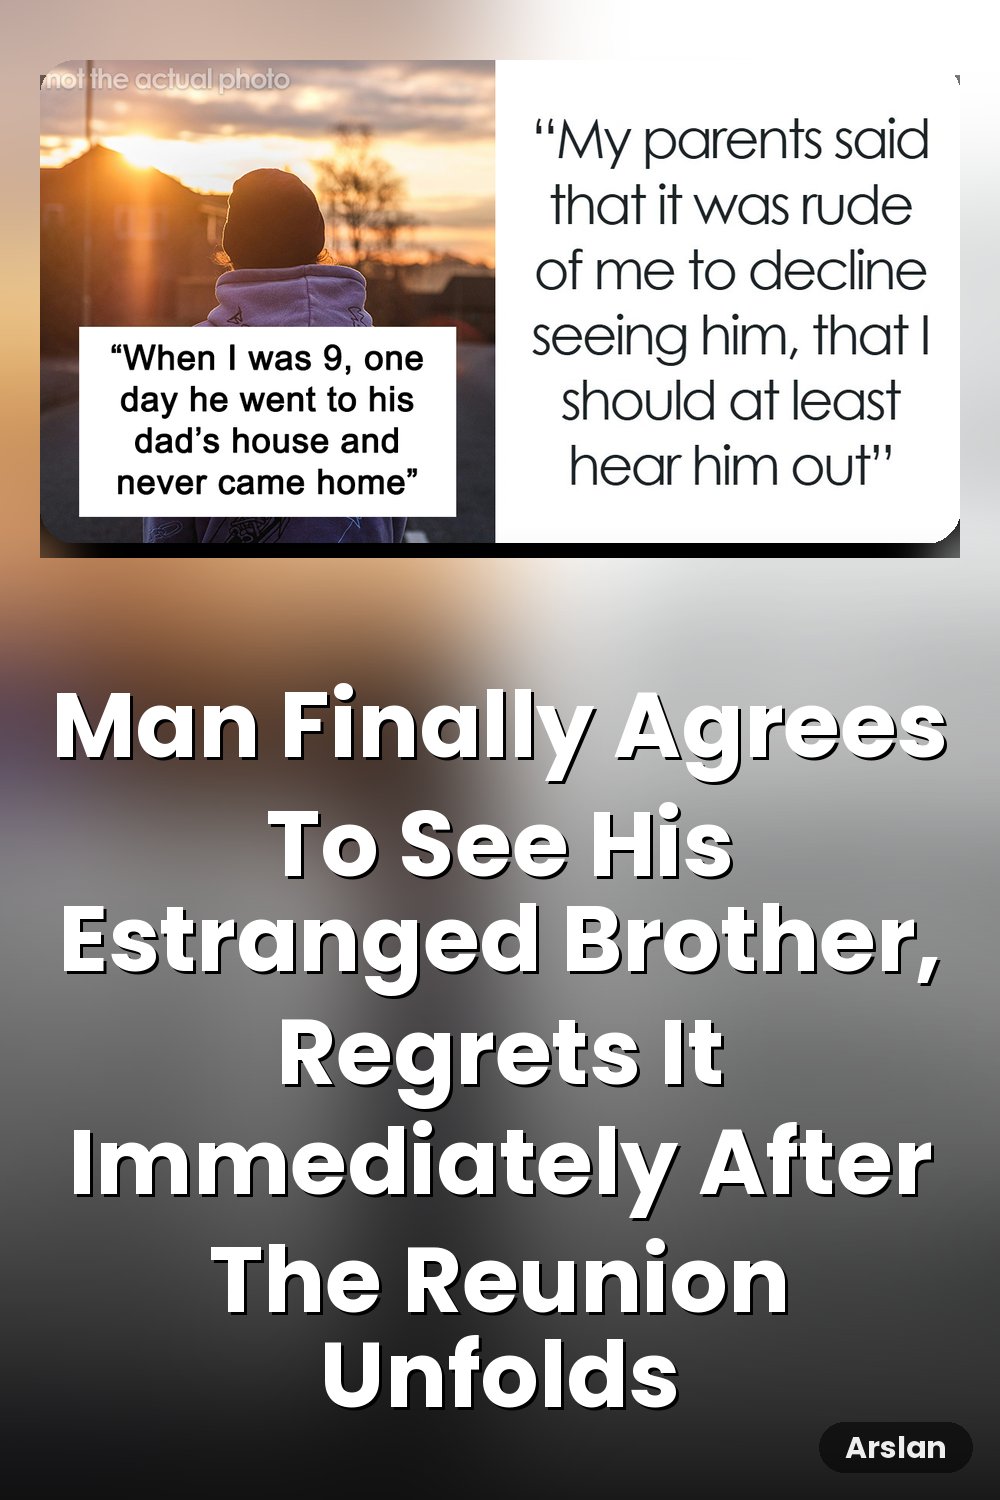 not the actual photo
“When I was 9, one
day he went to his
dad’s house and
never came home”
“My parents said
that it was rude
of me to decline
seeing him, that I
should at least
hear him out”
Man Finally Agrees
To See His
Estranged Brother,
Regrets It
Immediately After
The Reunion
Unfolds
Arslan